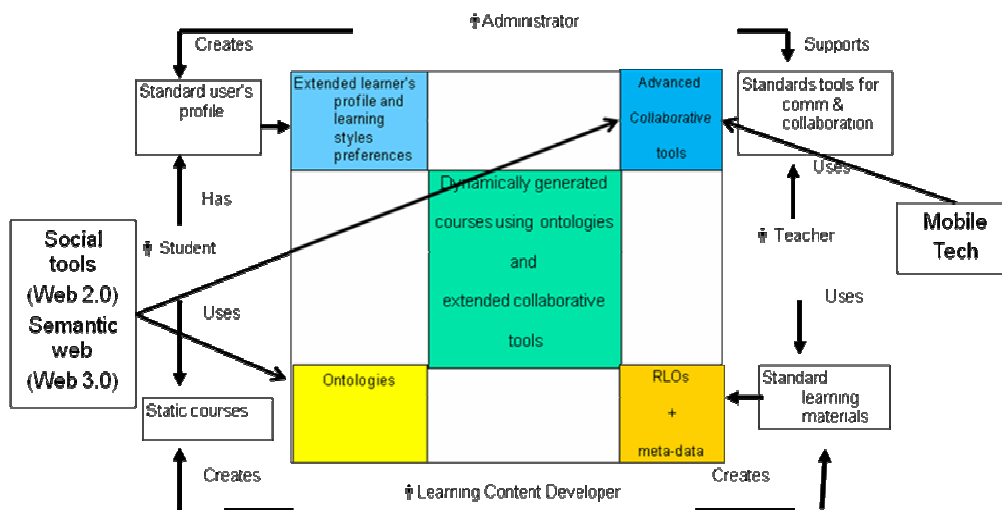 Administrator
Creates
Supports
Standard user's
profile
Extended learner's
profile and
learning
styles
preferences
Advanced
Collaborative
tools
Standards tools for
comm &
collaboration
Uses
Has
Student
Teacher
Social
tools
(Web 2.0)
Semantic
web
(Web 3.0)
Dynamically generated
courses using ontologies
and
extended collaborative
tools
Mobile
Tech
Uses
Uses
Static courses
Ontologies
RLOs
+
meta-data
Standard
learning
materials
Creates
Creates
Learning Content Developer